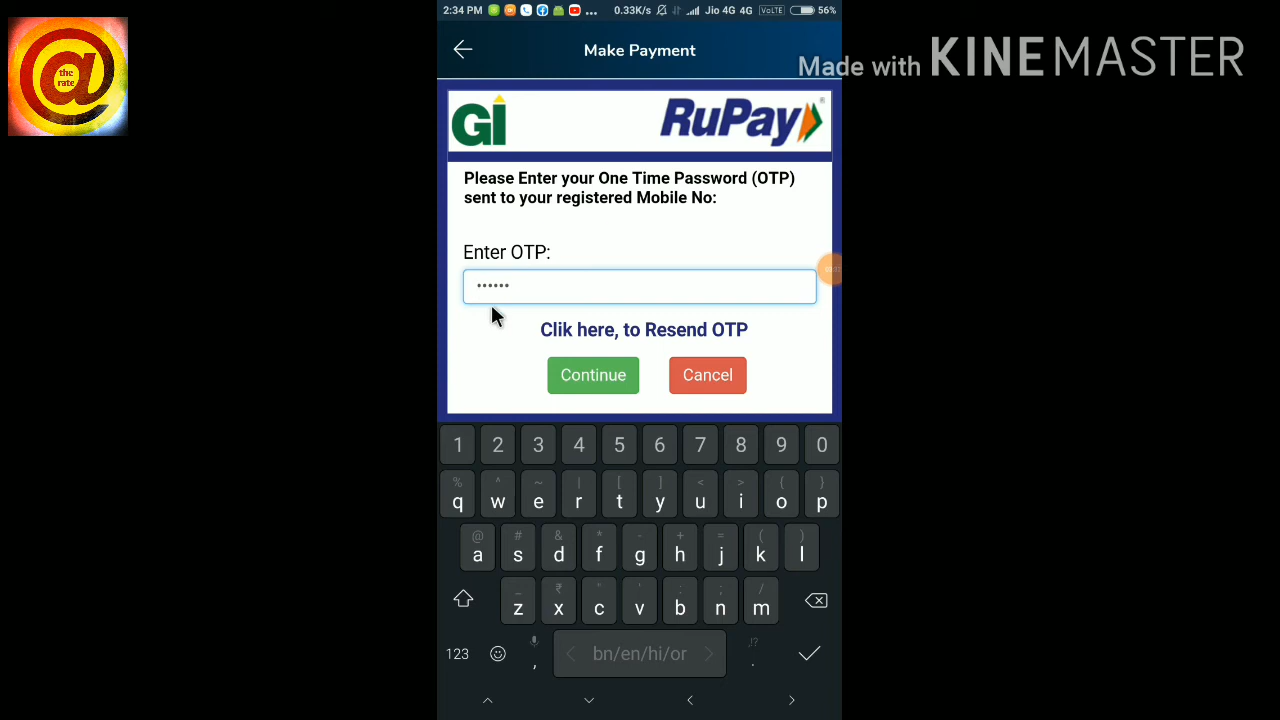 2:34 PM ... 0.33K/s Jio 4G 4G VoLTE 56%
Make Payment
Made with KINEMASTER
@ the rate
GI RuPay
Please Enter your One Time Password (OTP)
sent to your registered Mobile No:
Enter OTP:
••••••
Clik here, to Resend OTP
Continue Cancel
1 2 3 4 5 6 7 8 9 0
% ^ ~ | [ ] < > { }
q w e r t y u i o p
@ # & * - + = ( )
a s d f g h j k l
_ ₹ " ' : ; /
z x c v b n m
123 , < bn/en/hi/or > .
!?